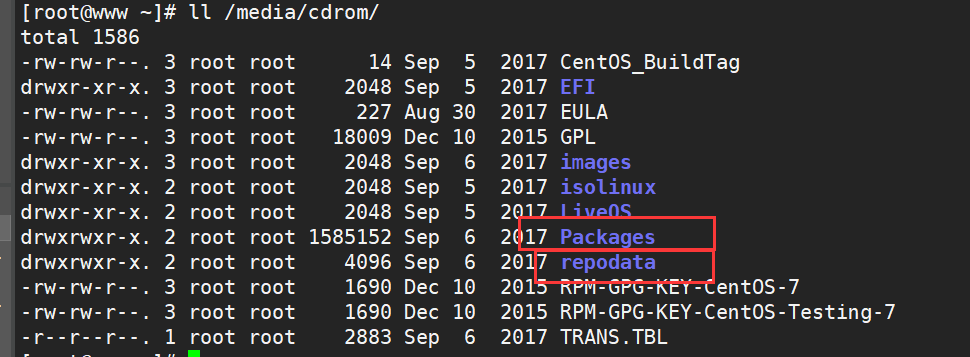 [root@www ~]# ll /media/cdrom/
total 1586
-rw-rw-r--. 3 root root      14 Sep  5  2017 CentOS_BuildTag
drwxr-xr-x. 3 root root    2048 Sep  5  2017 EFI
-rw-rw-r--. 3 root root     227 Aug 30  2017 EULA
-rw-rw-r--. 3 root root   18009 Dec 10  2015 GPL
drwxr-xr-x. 3 root root    2048 Sep  6  2017 images
drwxr-xr-x. 2 root root    2048 Sep  5  2017 isolinux
drwxr-xr-x. 2 root root    2048 Sep  5  2017 LiveOS
drwxrwxr-x. 2 root root 1585152 Sep  6  2017 Packages
drwxrwxr-x. 2 root root    4096 Sep  6  2017 repodata
-rw-rw-r--. 3 root root    1690 Dec 10  2015 RPM-GPG-KEY-CentOS-7
-rw-rw-r--. 3 root root    1690 Dec 10  2015 RPM-GPG-KEY-CentOS-Testing-7
-r--r--r--. 1 root root    2883 Sep  6  2017 TRANS.TBL
[root@www ~]#